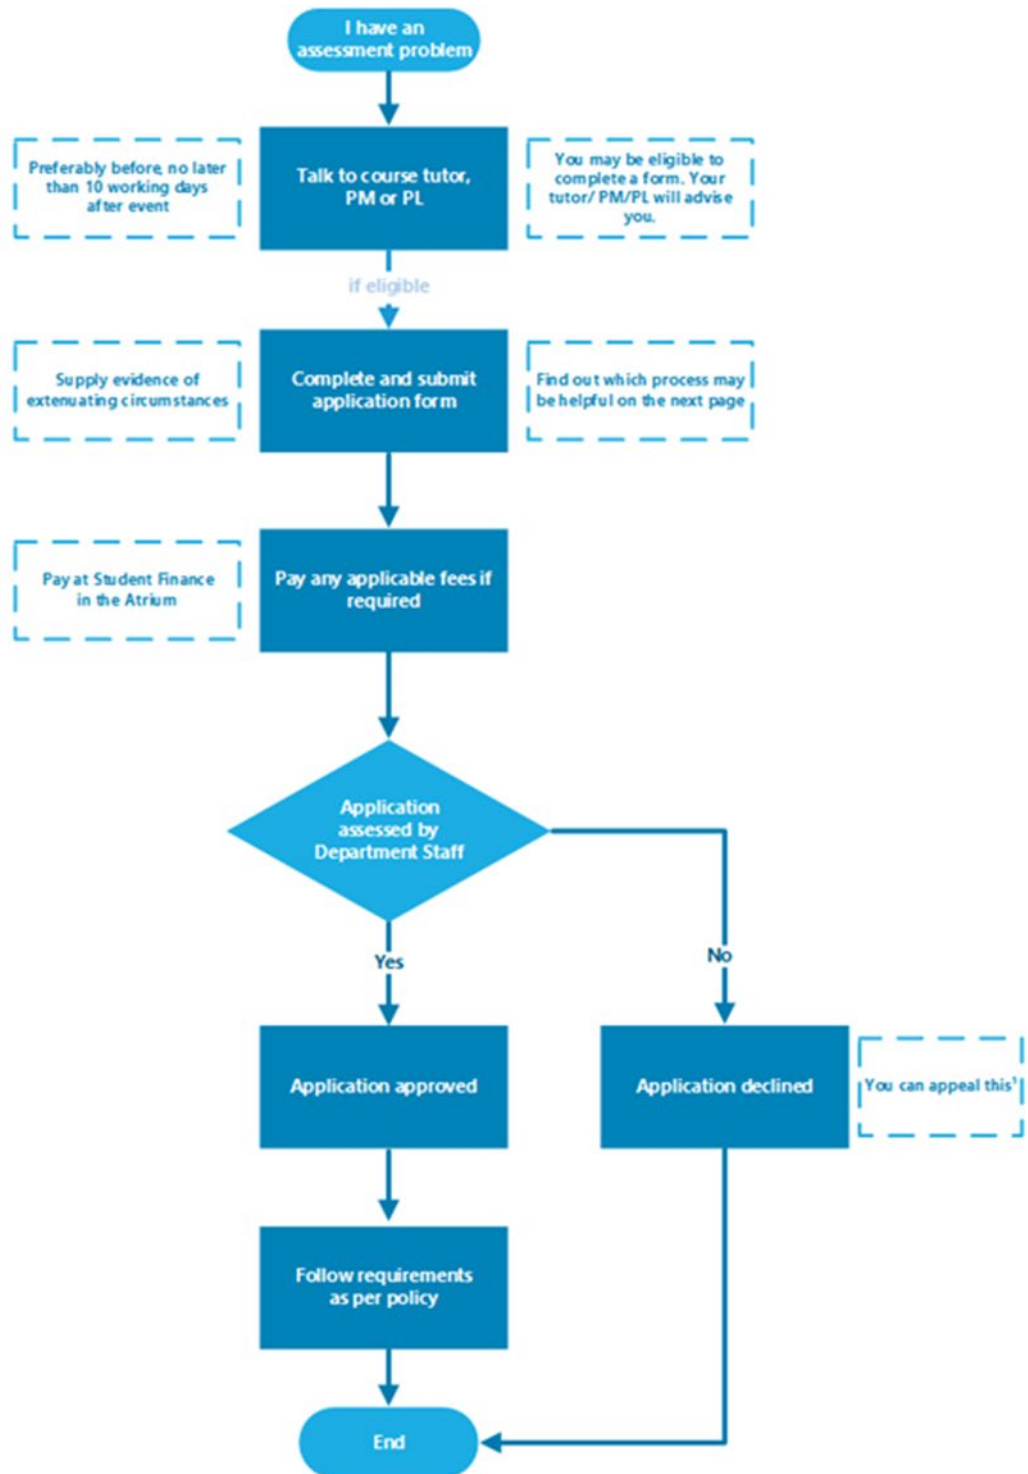 I have an
assessment problem
Preferably before, no later
than 10 working days
after event
Talk to course tutor,
PM or PL
You may be eligible to
complete a form. Your
tutor/ PM/PL will advise
you.
if eligible
Supply evidence of
extenuating circumstances
Complete and submit
application form
Find out which process may
be helpful on the next page
Pay at Student Finance
in the Atrium
Pay any applicable fees if
required
Application
assessed by
Department Staff
Yes
No
Application approved
Application declined
You can appeal this¹
Follow requirements
as per policy
End